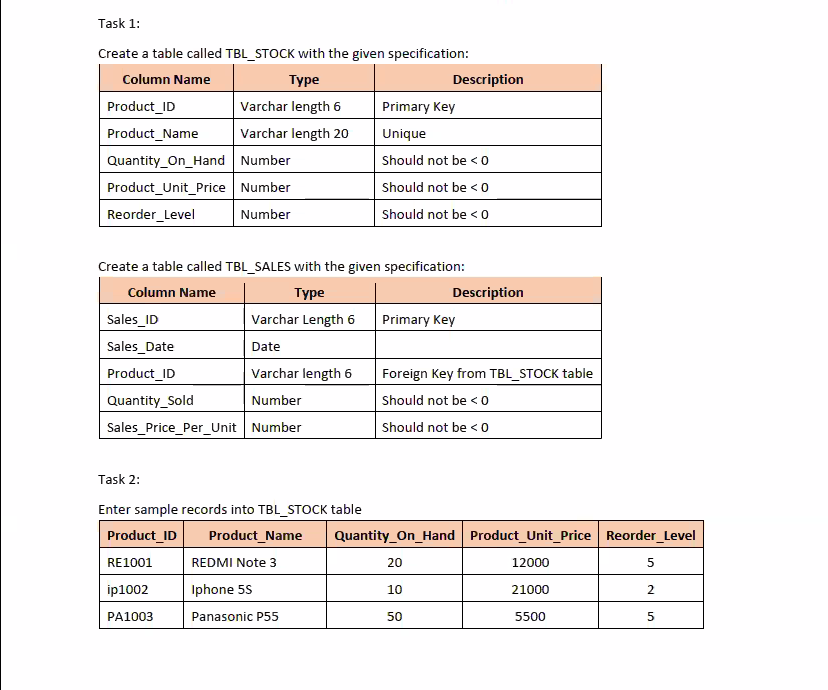 Task 1:
Create a table called TBL_STOCK with the given specification:
Column Name Type Description
Product_ID Varchar length 6 Primary Key
Product_Name Varchar length 20 Unique
Quantity_On_Hand Number Should not be < 0
Product_Unit_Price Number Should not be < 0
Reorder_Level Number Should not be < 0
Create a table called TBL_SALES with the given specification:
Column Name Type Description
Sales_ID Varchar Length 6 Primary Key
Sales_Date Date
Product_ID Varchar length 6 Foreign Key from TBL_STOCK table
Quantity_Sold Number Should not be < 0
Sales_Price_Per_Unit Number Should not be < 0
Task 2:
Enter sample records into TBL_STOCK table
Product_ID Product_Name Quantity_On_Hand Product_Unit_Price Reorder_Level
RE1001 REDMI Note 3 20 12000 5
ip1002 Iphone 5S 10 21000 2
PA1003 Panasonic P55 50 5500 5